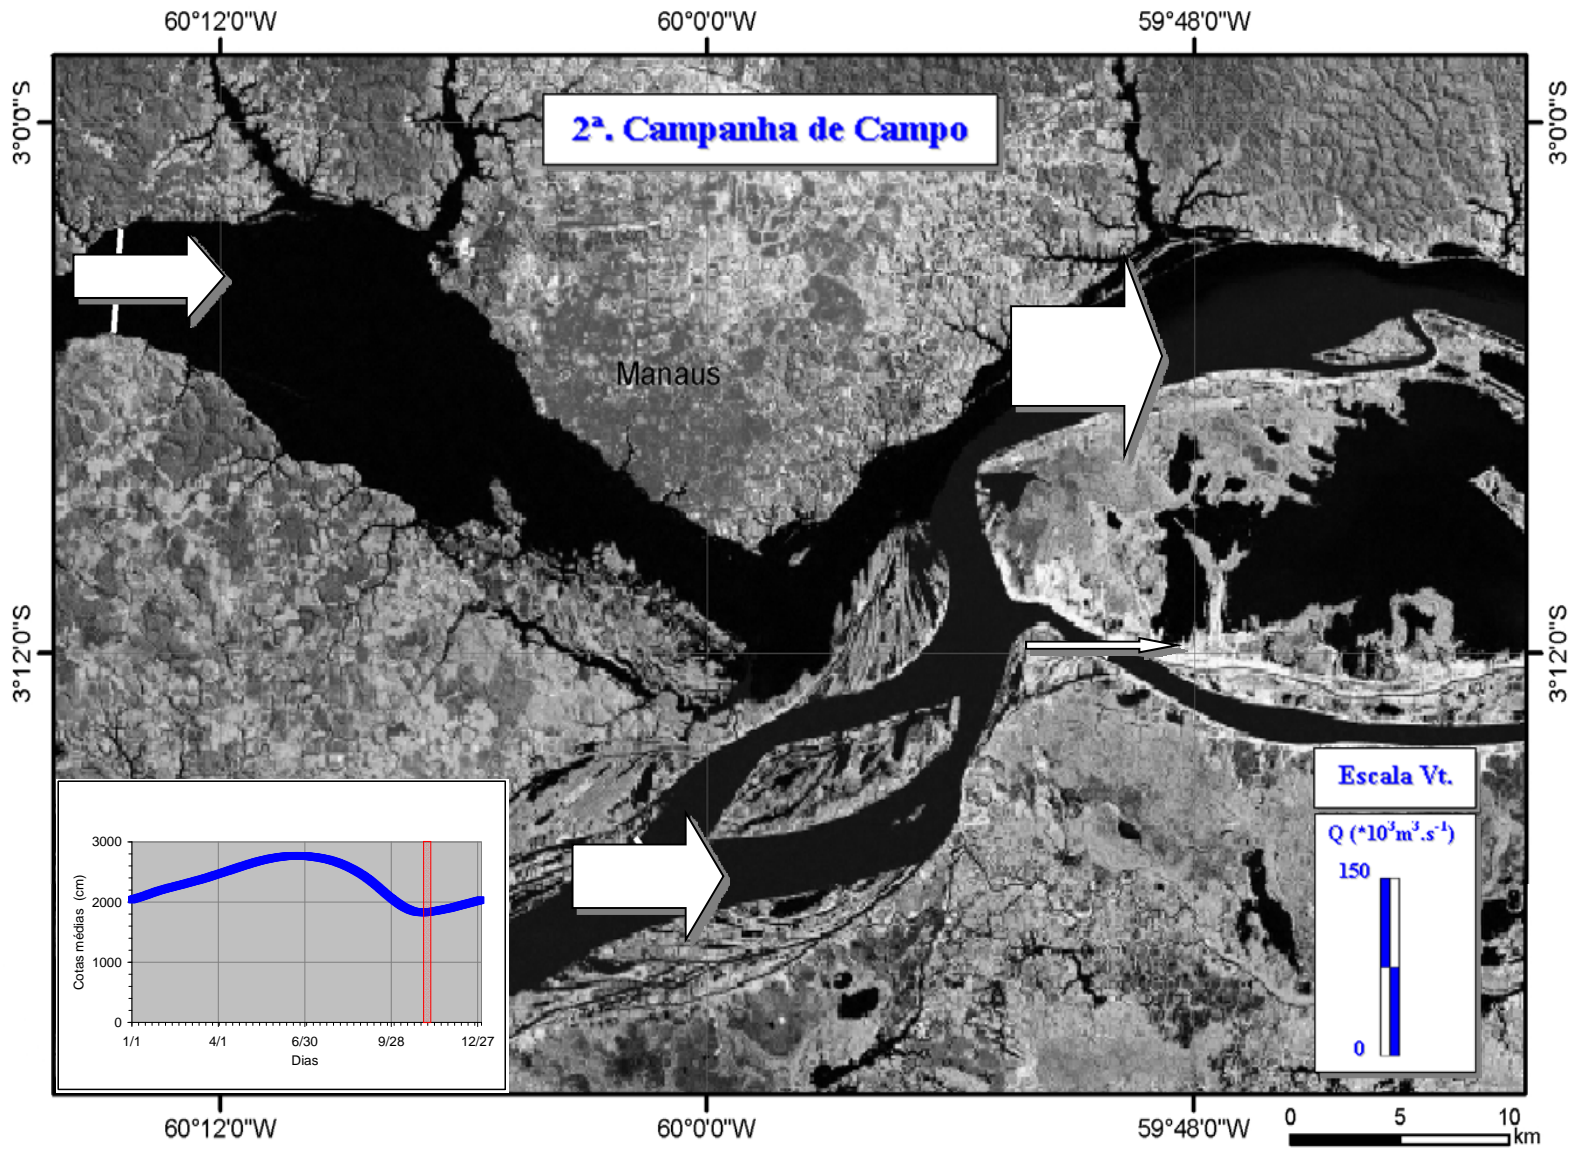 60°12'0"W 60°0'0"W 59°48'0"W
3°0'0"S 3°0'0"S
2ª. Campanha de Campo
Manaus
3°12'0"S 3°12'0"S
Escala Vt.
Q (*10³m³.s⁻¹)
150
0
Cotas médias (cm)
3000
2000
1000
0
1/1 4/1 6/30 9/28 12/27
Dias
60°12'0"W 60°0'0"W 59°48'0"W
0 5 10
km